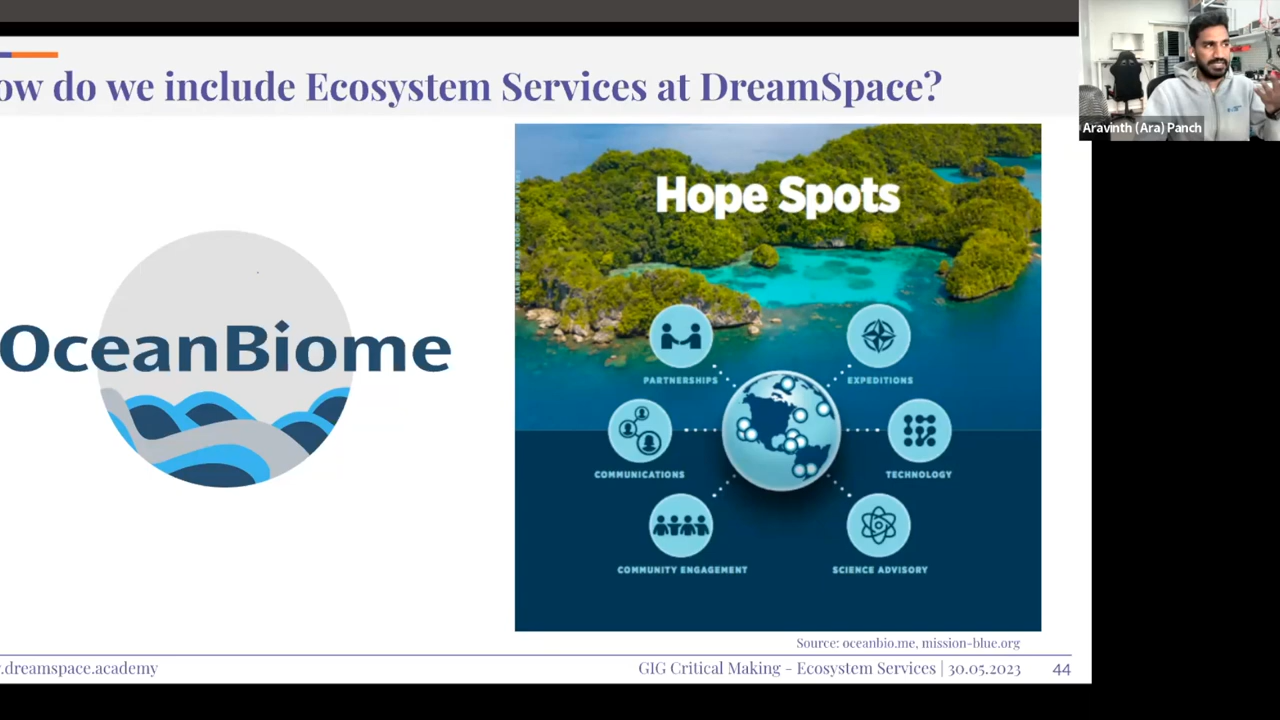 ow do we include Ecosystem Services at DreamSpace?
Aravinth (Ara) Panch
Hope Spots
OceanBiome
PARTNERSHIPS
EXPEDITIONS
COMMUNICATIONS
TECHNOLOGY
COMMUNITY ENGAGEMENT
SCIENCE ADVISORY
Source: oceanbio.me, mission-blue.org
.dreamspace.academy
GIG Critical Making - Ecosystem Services | 30.05.2023
44